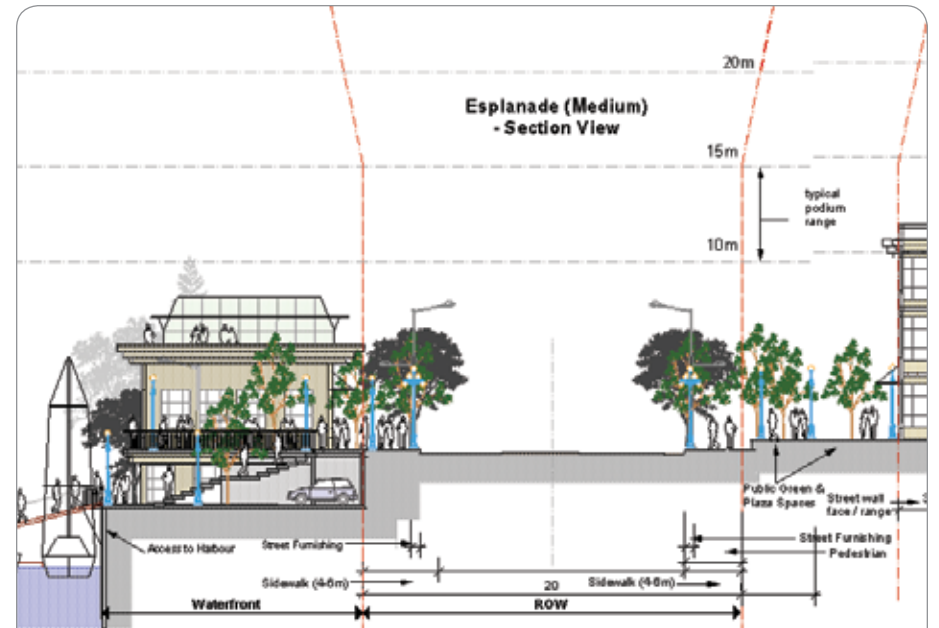 20m
Esplanade (Medium)
- Section View
15m
typical
podium
range
10m
Public Green &
Plaza Spaces
Street wall
face / range
S
Access to Harbour
Street Furnishing
Street Furnishing
Pedestrian
Sidewalk (4-6m)
20
Sidewalk (4-6m)
Waterfront
ROW